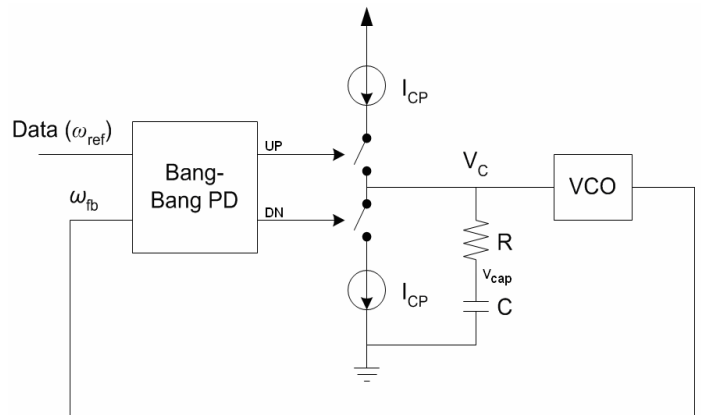 I_CP
Data (ω_ref)
UP
Bang-
Bang PD
V_C
VCO
ω_fb
DN
R
V_cap
C
I_CP